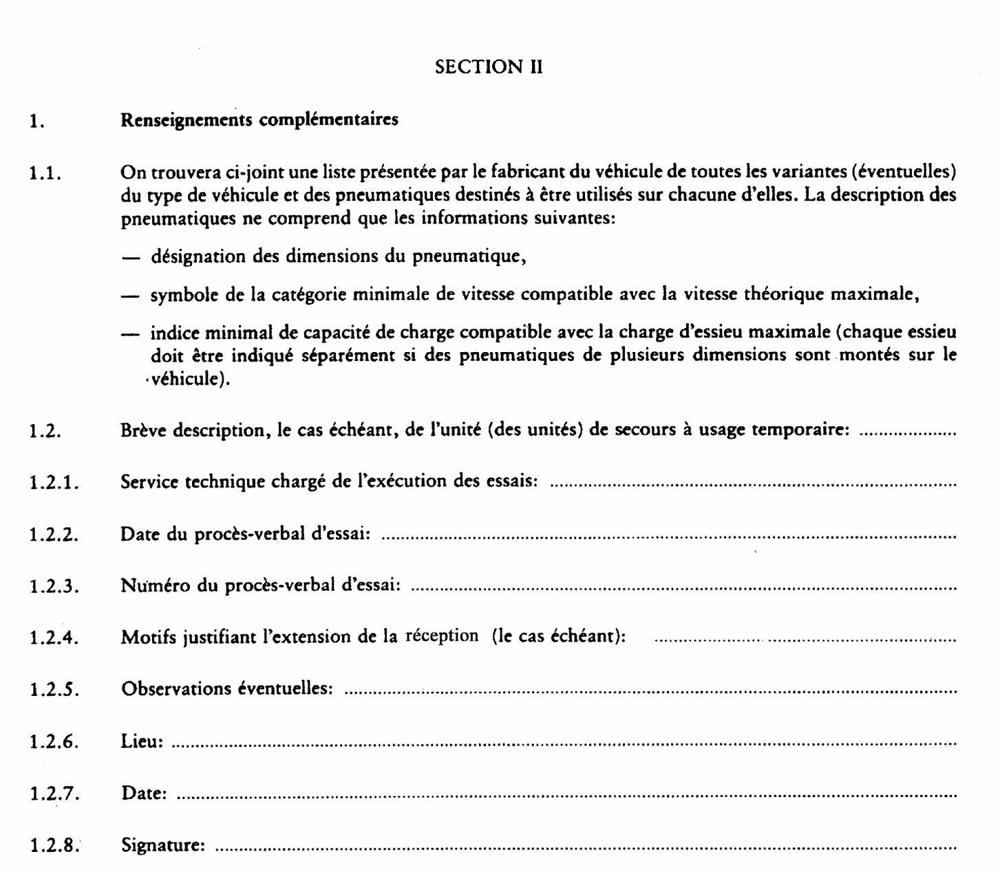 SECTION II
1. Renseignements complémentaires
1.1. On trouvera ci-joint une liste présentée par le fabricant du véhicule de toutes les variantes (éventuelles)
du type de véhicule et des pneumatiques destinés à être utilisés sur chacune d'elles. La description des
pneumatiques ne comprend que les informations suivantes:
— désignation des dimensions du pneumatique,
— symbole de la catégorie minimale de vitesse compatible avec la vitesse théorique maximale,
— indice minimal de capacité de charge compatible avec la charge d'essieu maximale (chaque essieu
doit être indiqué séparément si des pneumatiques de plusieurs dimensions sont montés sur le
véhicule).
1.2. Brève description, le cas échéant, de l'unité (des unités) de secours à usage temporaire: .....................
1.2.1. Service technique chargé de l'exécution des essais: .....................
1.2.2. Date du procès-verbal d'essai: .....................
1.2.3. Numéro du procès-verbal d'essai: .....................
1.2.4. Motifs justifiant l'extension de la réception (le cas échéant): .....................
1.2.5. Observations éventuelles: .....................
1.2.6. Lieu: .....................
1.2.7. Date: .....................
1.2.8. Signature: .....................